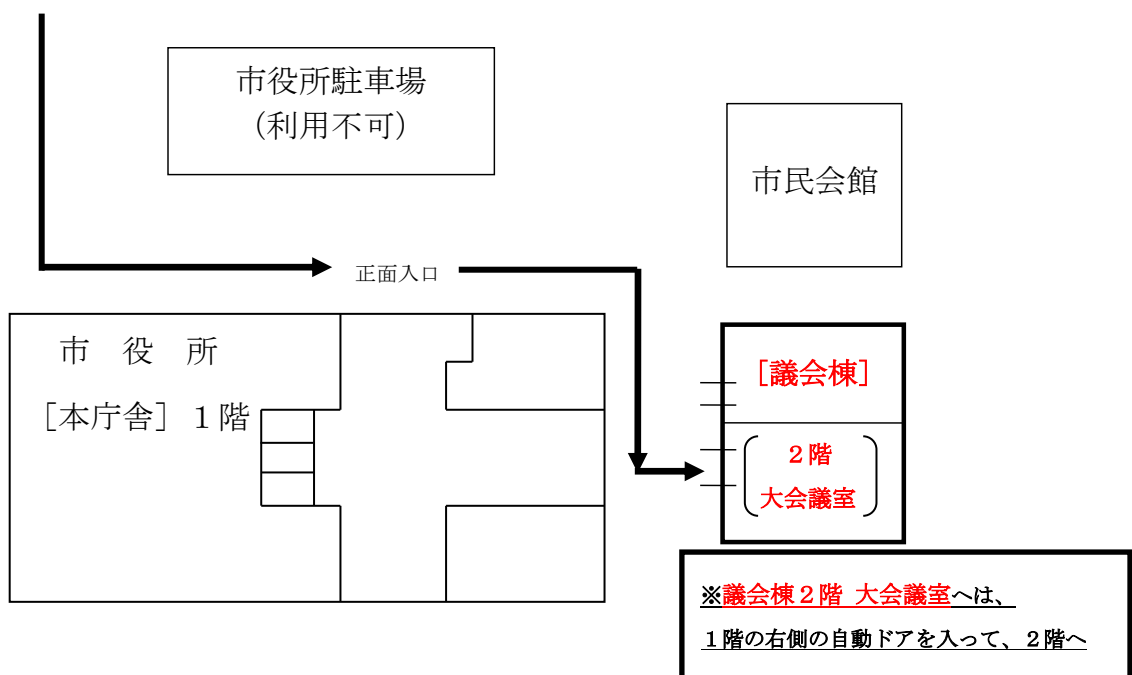 市役所駐車場
(利用不可)
市民会館
正面入口
市　役　所
［本庁舎］１階
［議会棟］
２階
大会議室
※議会棟２階 大会議室へは、
１階の右側の自動ドアを入って、２階へ